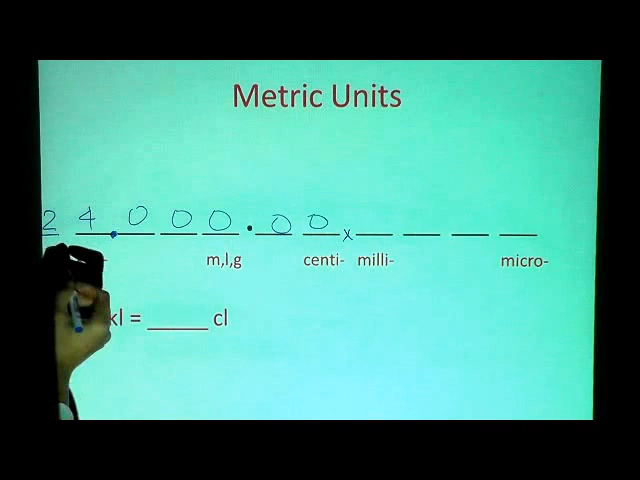 Metric Units
2 4 . 0 0 0 . 0 0 x
m,l,g centi- milli- micro-
kl = _____ cl